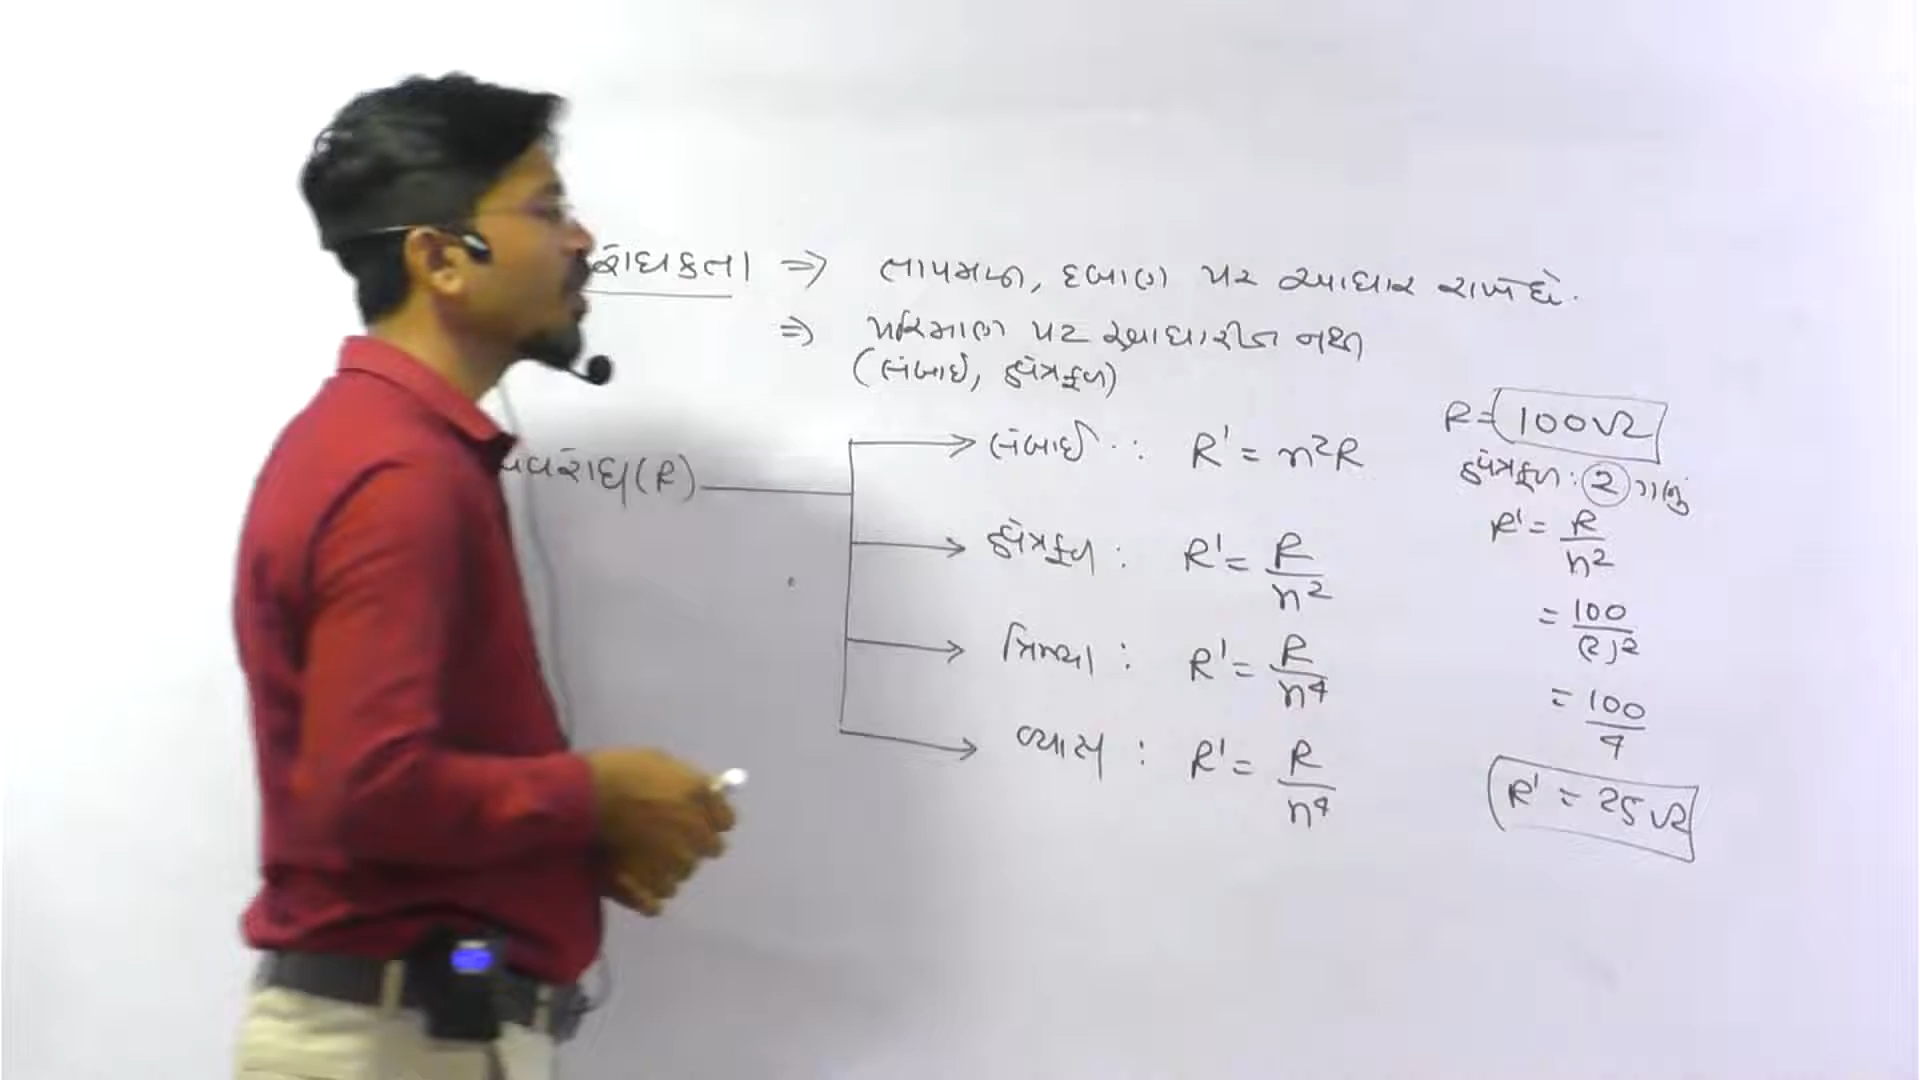 રોધકતા ⇒ તાપમાન, દબાણ પર આધાર રાખે છે.
⇒ પરિમાણ પર આધારીત નથી
(લંબાઈ, ક્ષેત્રફળ)
અવરોધ (R)
લંબાઈ : R' = n²R
ક્ષેત્રફળ : R' = R/n²
ત્રિજ્યા : R' = R/n⁴
વ્યાસ : R' = R/n⁴
R = 100Ω
ક્ષેત્રફળ : 2 ગણું
R' = R/n²
= 100/(2)²
= 100/4
R' = 25Ω